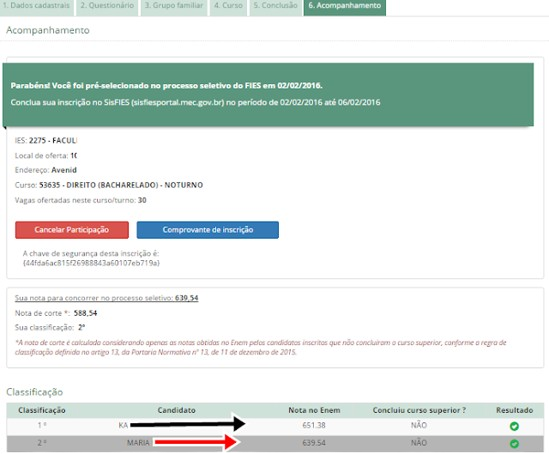 1. Dados cadastrais 2. Questionário 3. Grupo familiar 4. Curso 5. Conclusão 6. Acompanhamento
Acompanhamento
Parabéns! Você foi pré-selecionado no processo seletivo do FIES em 02/02/2016.
Conclua sua inscrição no SisFIES (sisfiesportal.mec.gov.br) no período de 02/02/2016 até 06/02/2016
IES: 2275 - FACUL
Local de oferta: 10
Endereço: Avenid
Curso: 53635 - DIREITO (BACHARELADO) - NOTURNO
Vagas ofertadas neste curso/turno: 30
Cancelar Participação Comprovante de inscrição
A chave de segurança desta inscrição é:
{44fda6ac815f26988843a60107eb719a}
Sua nota para concorrer no processo seletivo: 639,54
Nota de corte *: 588,54
Sua classificação: 2ª
*A nota de corte é calculada considerando apenas as notas obtidas no Enem pelos candidatos inscritos que não concluíram o curso superior, conforme a regra de
classificação definido no artigo 13, da Portaria Normativa nº 13, de 11 de dezembro de 2015.
Classificação
Classificação Candidato Nota no Enem Concluiu curso superior ? Resultado
1 º KA 651.38 NÃO
2 º MARIA 639.54 NÃO